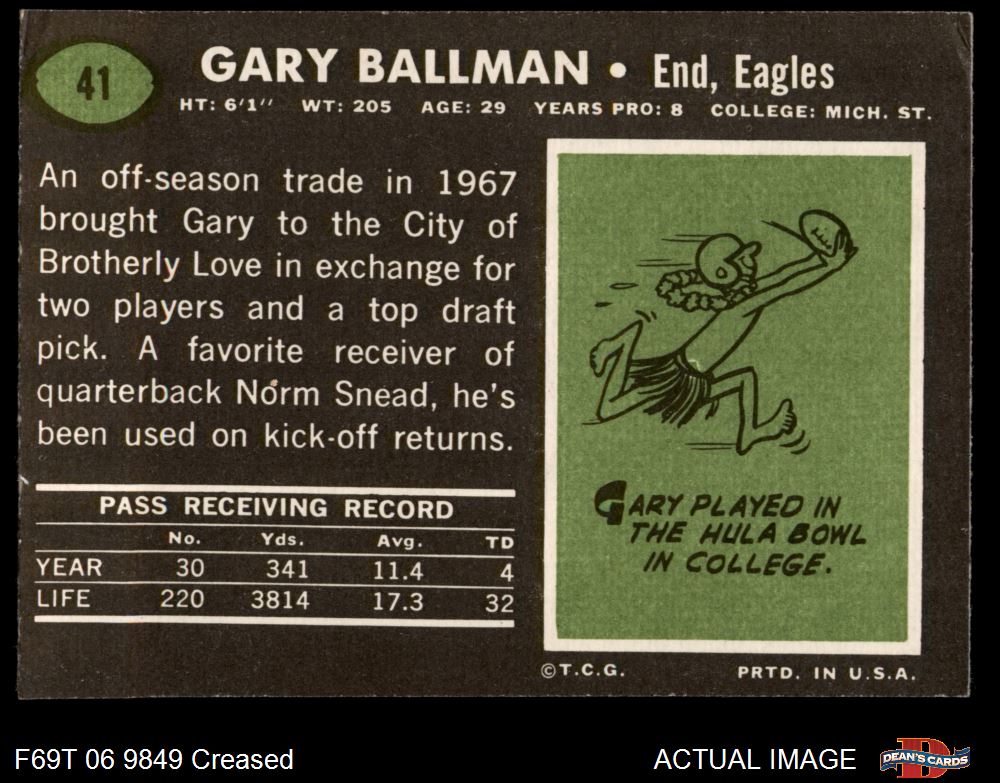 41
GARY BALLMAN • End, Eagles
HT: 6'1" WT: 205 AGE: 29 YEARS PRO: 8 COLLEGE: MICH. ST.
An off-season trade in 1967
brought Gary to the City of
Brotherly Love in exchange for
two players and a top draft
pick. A favorite receiver of
quarterback Norm Snead, he's
been used on kick-off returns.
PASS RECEIVING RECORD
No. Yds. Avg. TD
YEAR 30 341 11.4 4
LIFE 220 3814 17.3 32
GARY PLAYED IN
THE HULA BOWL
IN COLLEGE.
©T.C.G. PRTD. IN U.S.A.
F69T 06 9849 Creased
ACTUAL IMAGE
D
DEAN'S CARDS